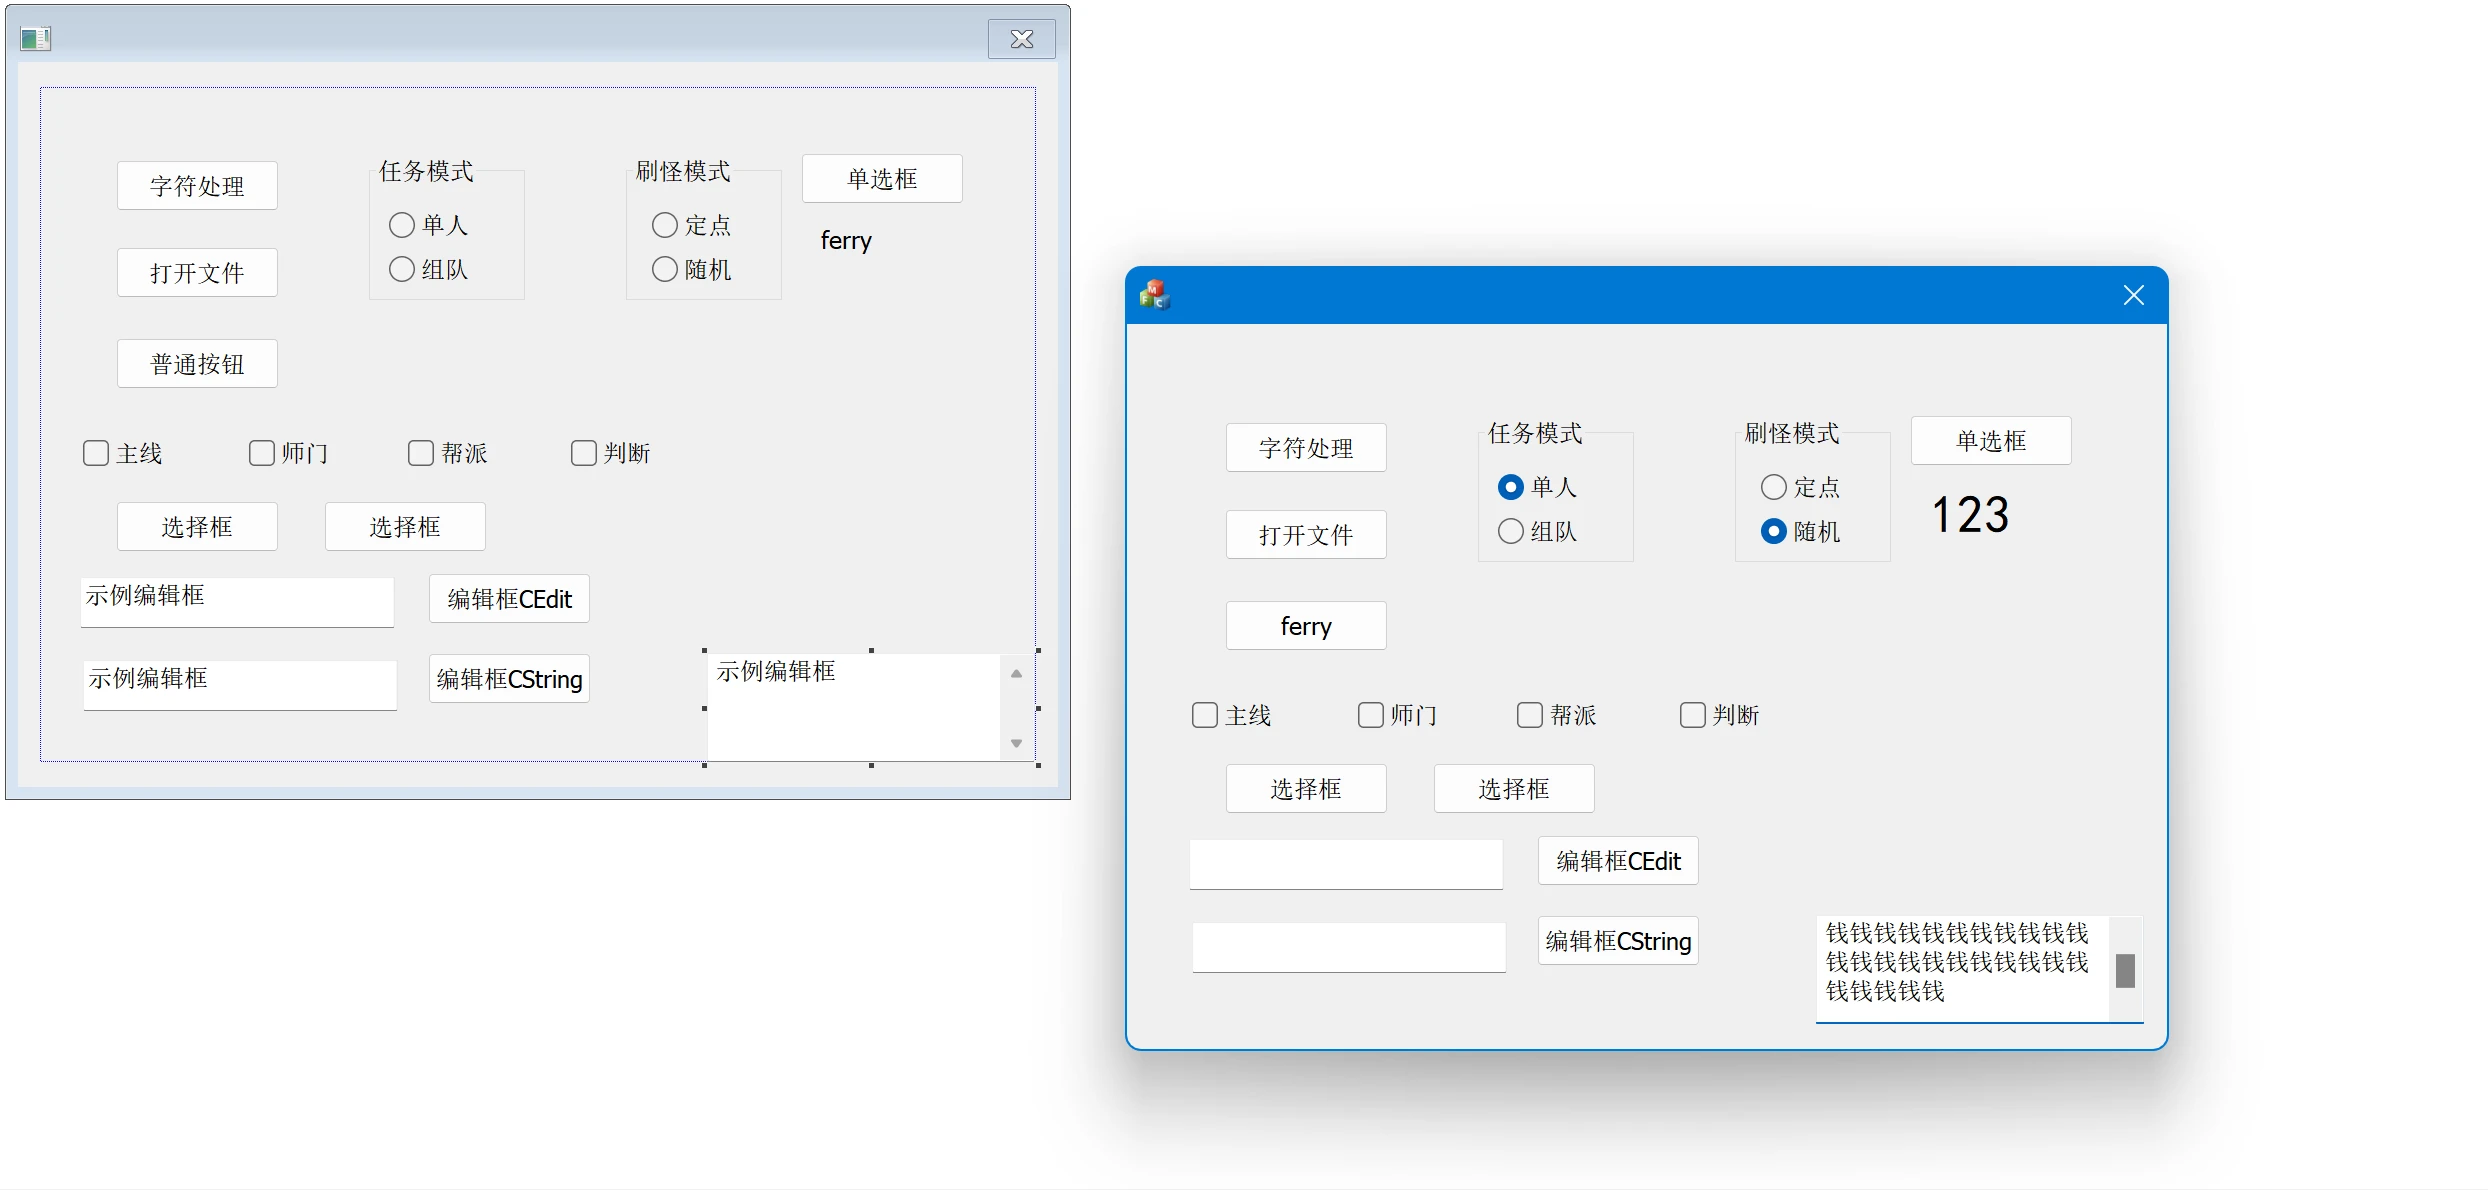 任务模式
刷怪模式
单选框
字符处理
单人
定点
组队
随机
ferry
打开文件
普通按钮
主线
师门
帮派
判断
选择框
选择框
示例编辑框
编辑框CEdit
示例编辑框
编辑框CString
示例编辑框
任务模式
刷怪模式
单选框
字符处理
单人
定点
组队
随机
123
打开文件
ferry
主线
师门
帮派
判断
选择框
选择框
编辑框CEdit
编辑框CString
钱钱钱钱钱钱钱钱钱钱钱
钱钱钱钱钱钱钱钱钱钱钱
钱钱钱钱钱